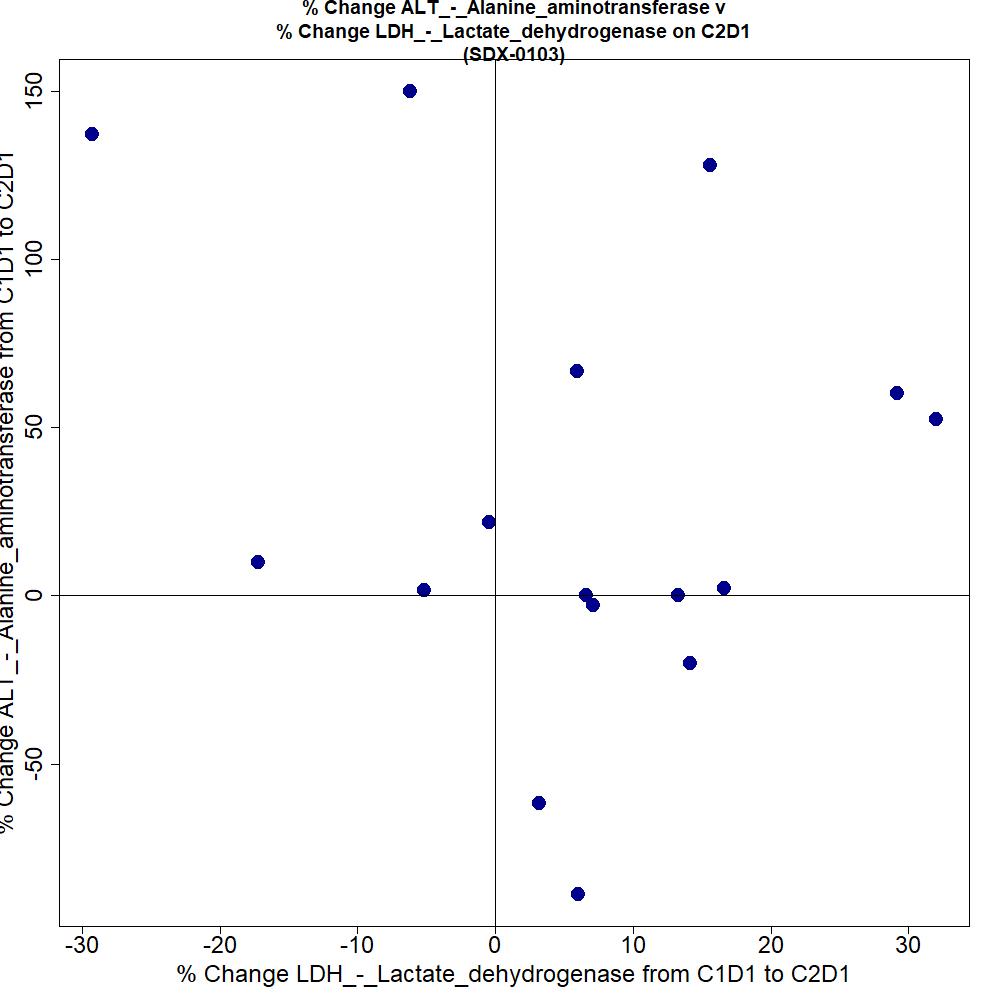 % Change ALT_-_Alanine_aminotransferase v
% Change LDH_-_Lactate_dehydrogenase on C2D1
(SDX-0103)
% Change ALT_-_Alanine_aminotransferase from C1D1 to C2D1
150
100
50
0
-50
-30 -20 -10 0 10 20 30
% Change LDH_-_Lactate_dehydrogenase from C1D1 to C2D1